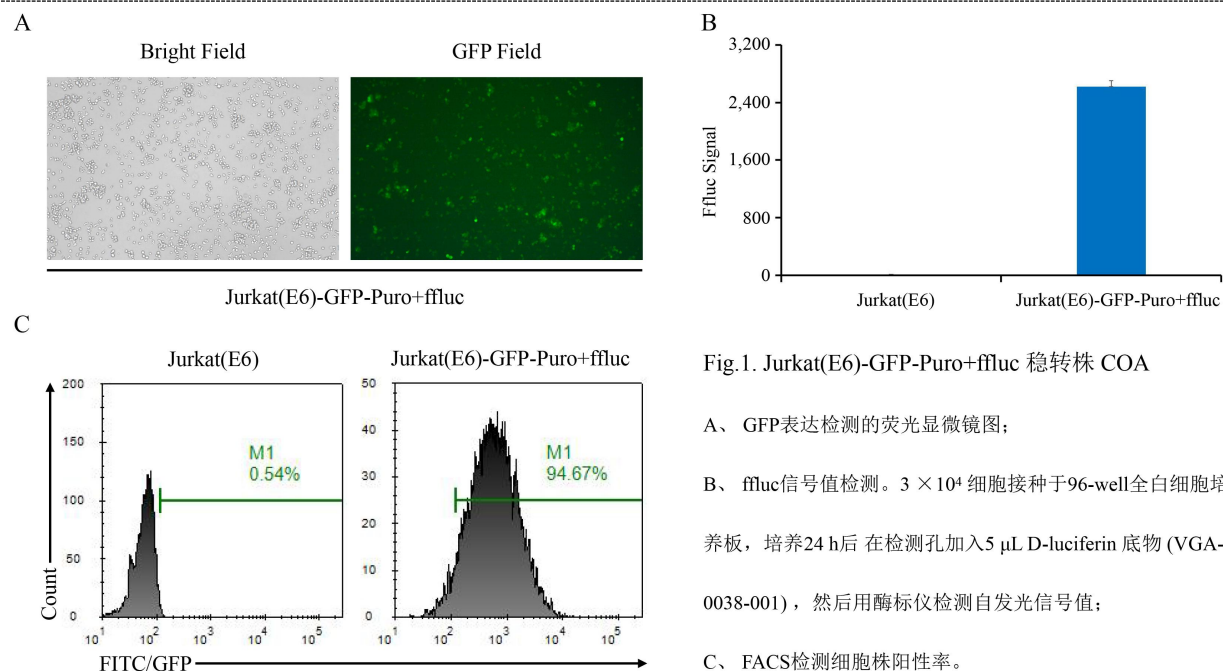 A
Bright Field
GFP Field
Jurkat(E6)-GFP-Puro+ffluc
B
3,200
2,400
1,600
800
0
Ffluc Signal
Jurkat(E6)
Jurkat(E6)-GFP-Puro+ffluc
C
Jurkat(E6)
200
150
100
50
0
Count
M1
0.54%
10¹
10²
10³
10⁴
10⁵
Jurkat(E6)-GFP-Puro+ffluc
50
40
30
20
10
0
M1
94.67%
10¹
10²
10³
10⁴
10⁵
FITC/GFP
Fig.1. Jurkat(E6)-GFP-Puro+ffluc 稳转株 COA
A、 GFP表达检测的荧光显微镜图；
B、 ffluc信号值检测。3 ×10⁴ 细胞接种于96-well全白细胞培
养板，培养24 h后 在检测孔加入5 μL D-luciferin 底物 (VGA-
0038-001) ，然后用酶标仪检测自发光信号值；
C、 FACS检测细胞株阳性率。